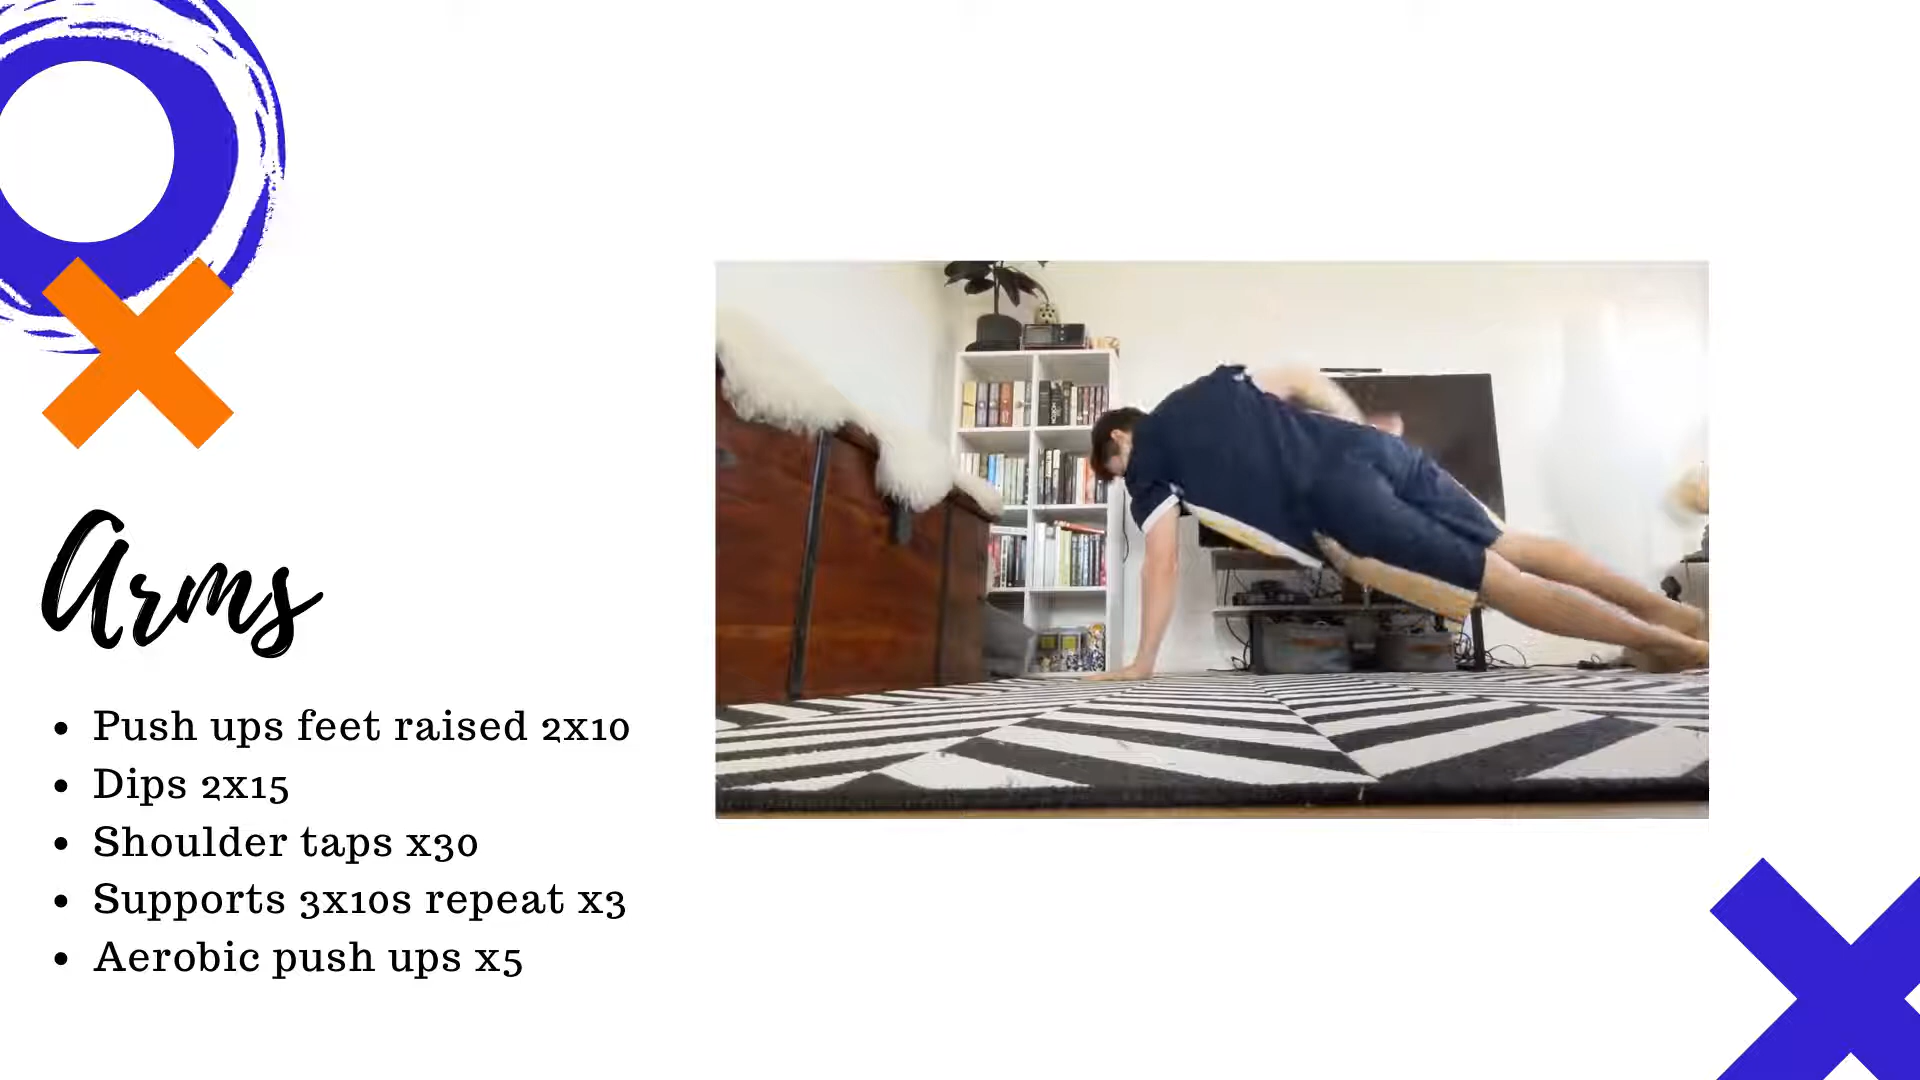 Arms
Push ups feet raised 2x10
Dips 2x15
Shoulder taps x30
Supports 3x10s repeat x3
Aerobic push ups x5